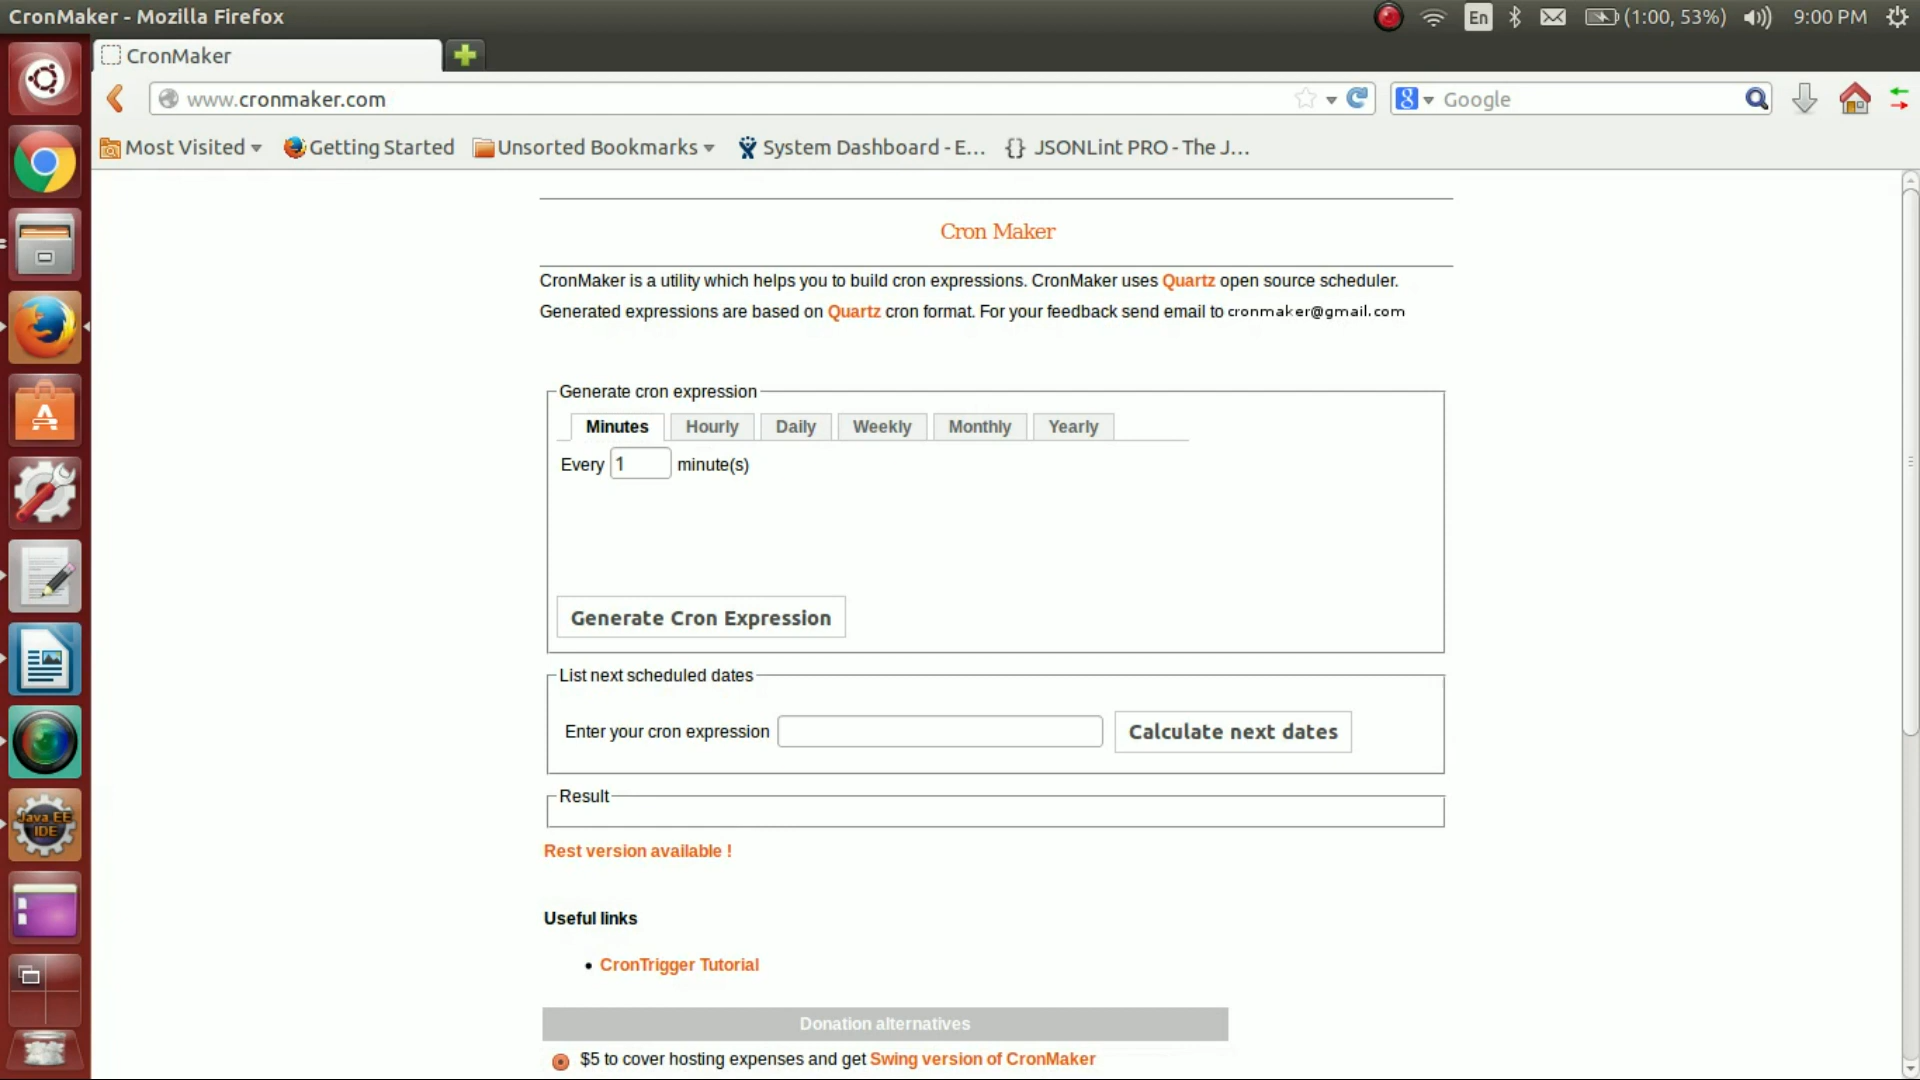 CronMaker - Mozilla Firefox
En
(1:00, 53%)
9:00 PM
CronMaker
www.cronmaker.com
8
Google
Most Visited
Getting Started
Unsorted Bookmarks
System Dashboard - E...
{} JSONLint PRO - The J...
Cron Maker
CronMaker is a utility which helps you to build cron expressions. CronMaker uses Quartz open source scheduler.
Generated expressions are based on Quartz cron format. For your feedback send email to cronmaker@gmail.com
Generate cron expression
Minutes
Hourly
Daily
Weekly
Monthly
Yearly
Every 1 minute(s)
Generate Cron Expression
List next scheduled dates
Enter your cron expression
Calculate next dates
Result
Rest version available !
Useful links
• CronTrigger Tutorial
Donation alternatives
$5 to cover hosting expenses and get Swing version of CronMaker
Java EE
IDE